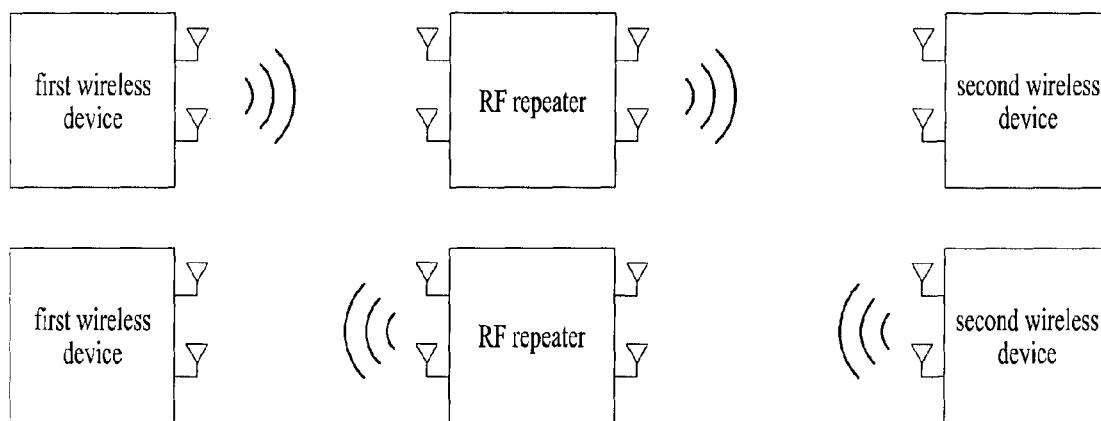 first wireless
device
RF repeater
second wireless
device
first wireless
device
RF repeater
second wireless
device